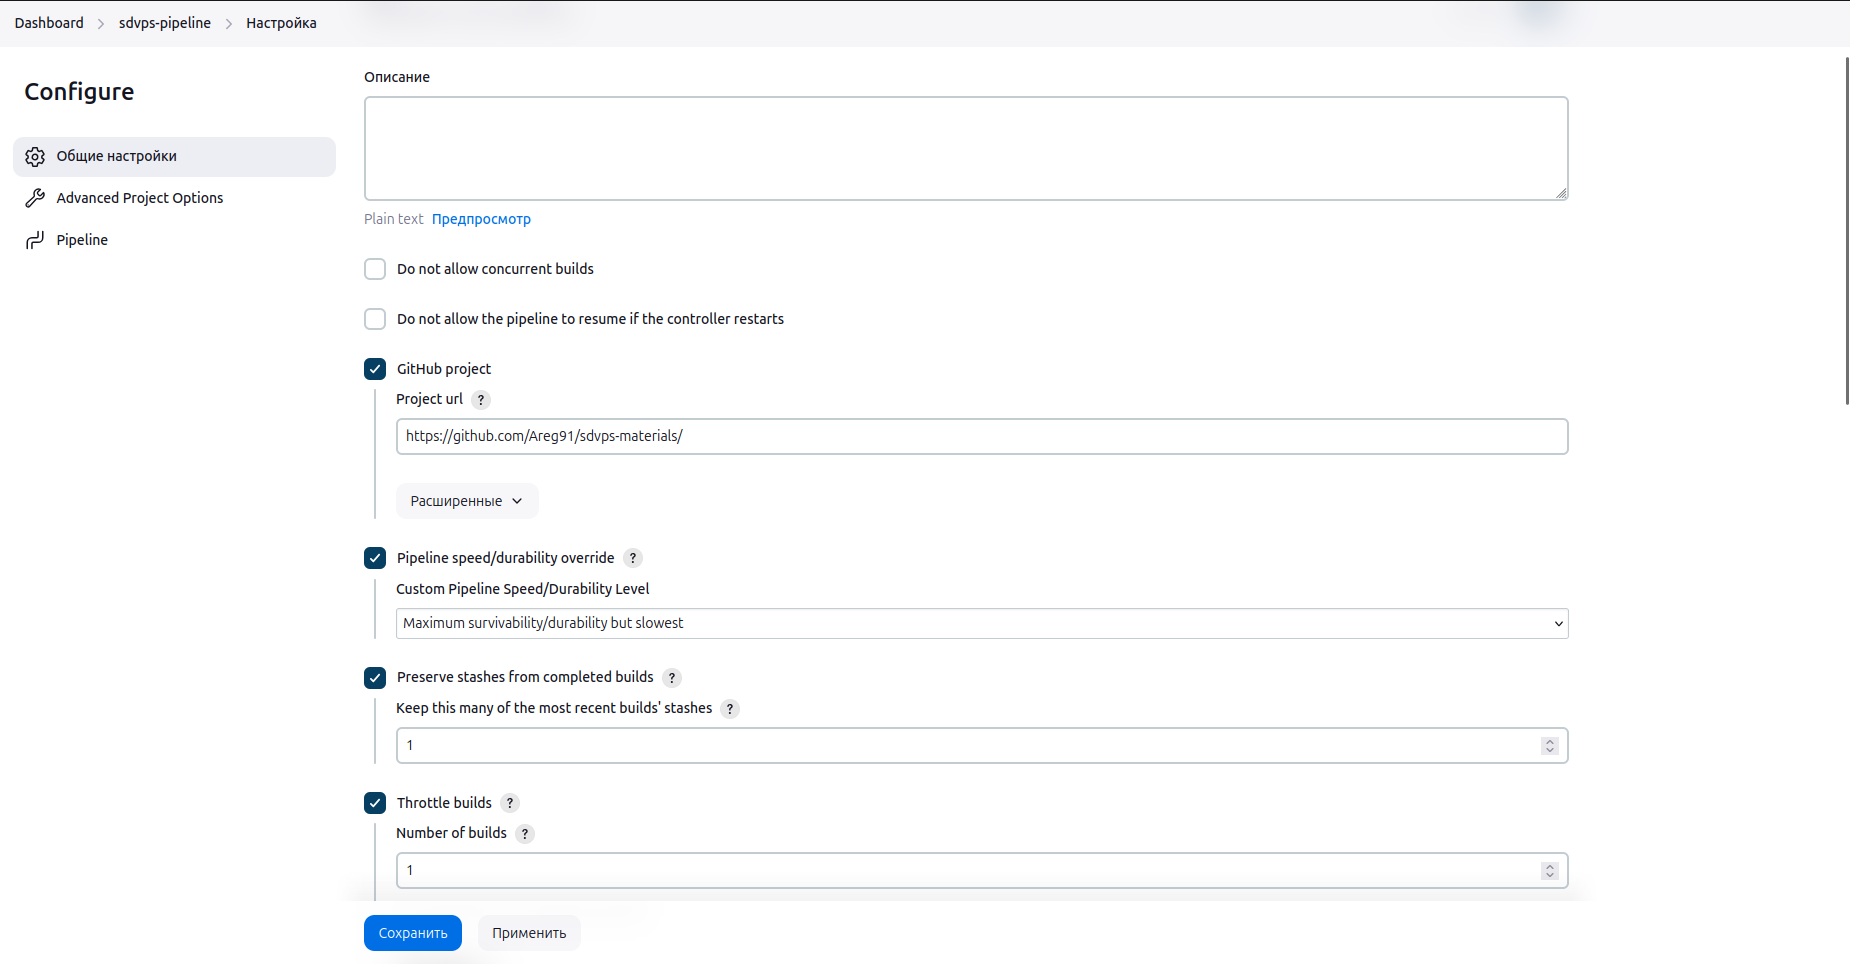 Dashboard > sdvps-pipeline > Настройка
Configure
Общие настройки
Advanced Project Options
Pipeline
Описание
Plain text Предпросмотр
Do not allow concurrent builds
Do not allow the pipeline to resume if the controller restarts
GitHub project
Project url ?
https://github.com/Areg91/sdvps-materials/
Расширенные
Pipeline speed/durability override ?
Custom Pipeline Speed/Durability Level
Maximum survivability/durability but slowest
Preserve stashes from completed builds ?
Keep this many of the most recent builds' stashes ?
1
Throttle builds ?
Number of builds ?
1
Сохранить Применить